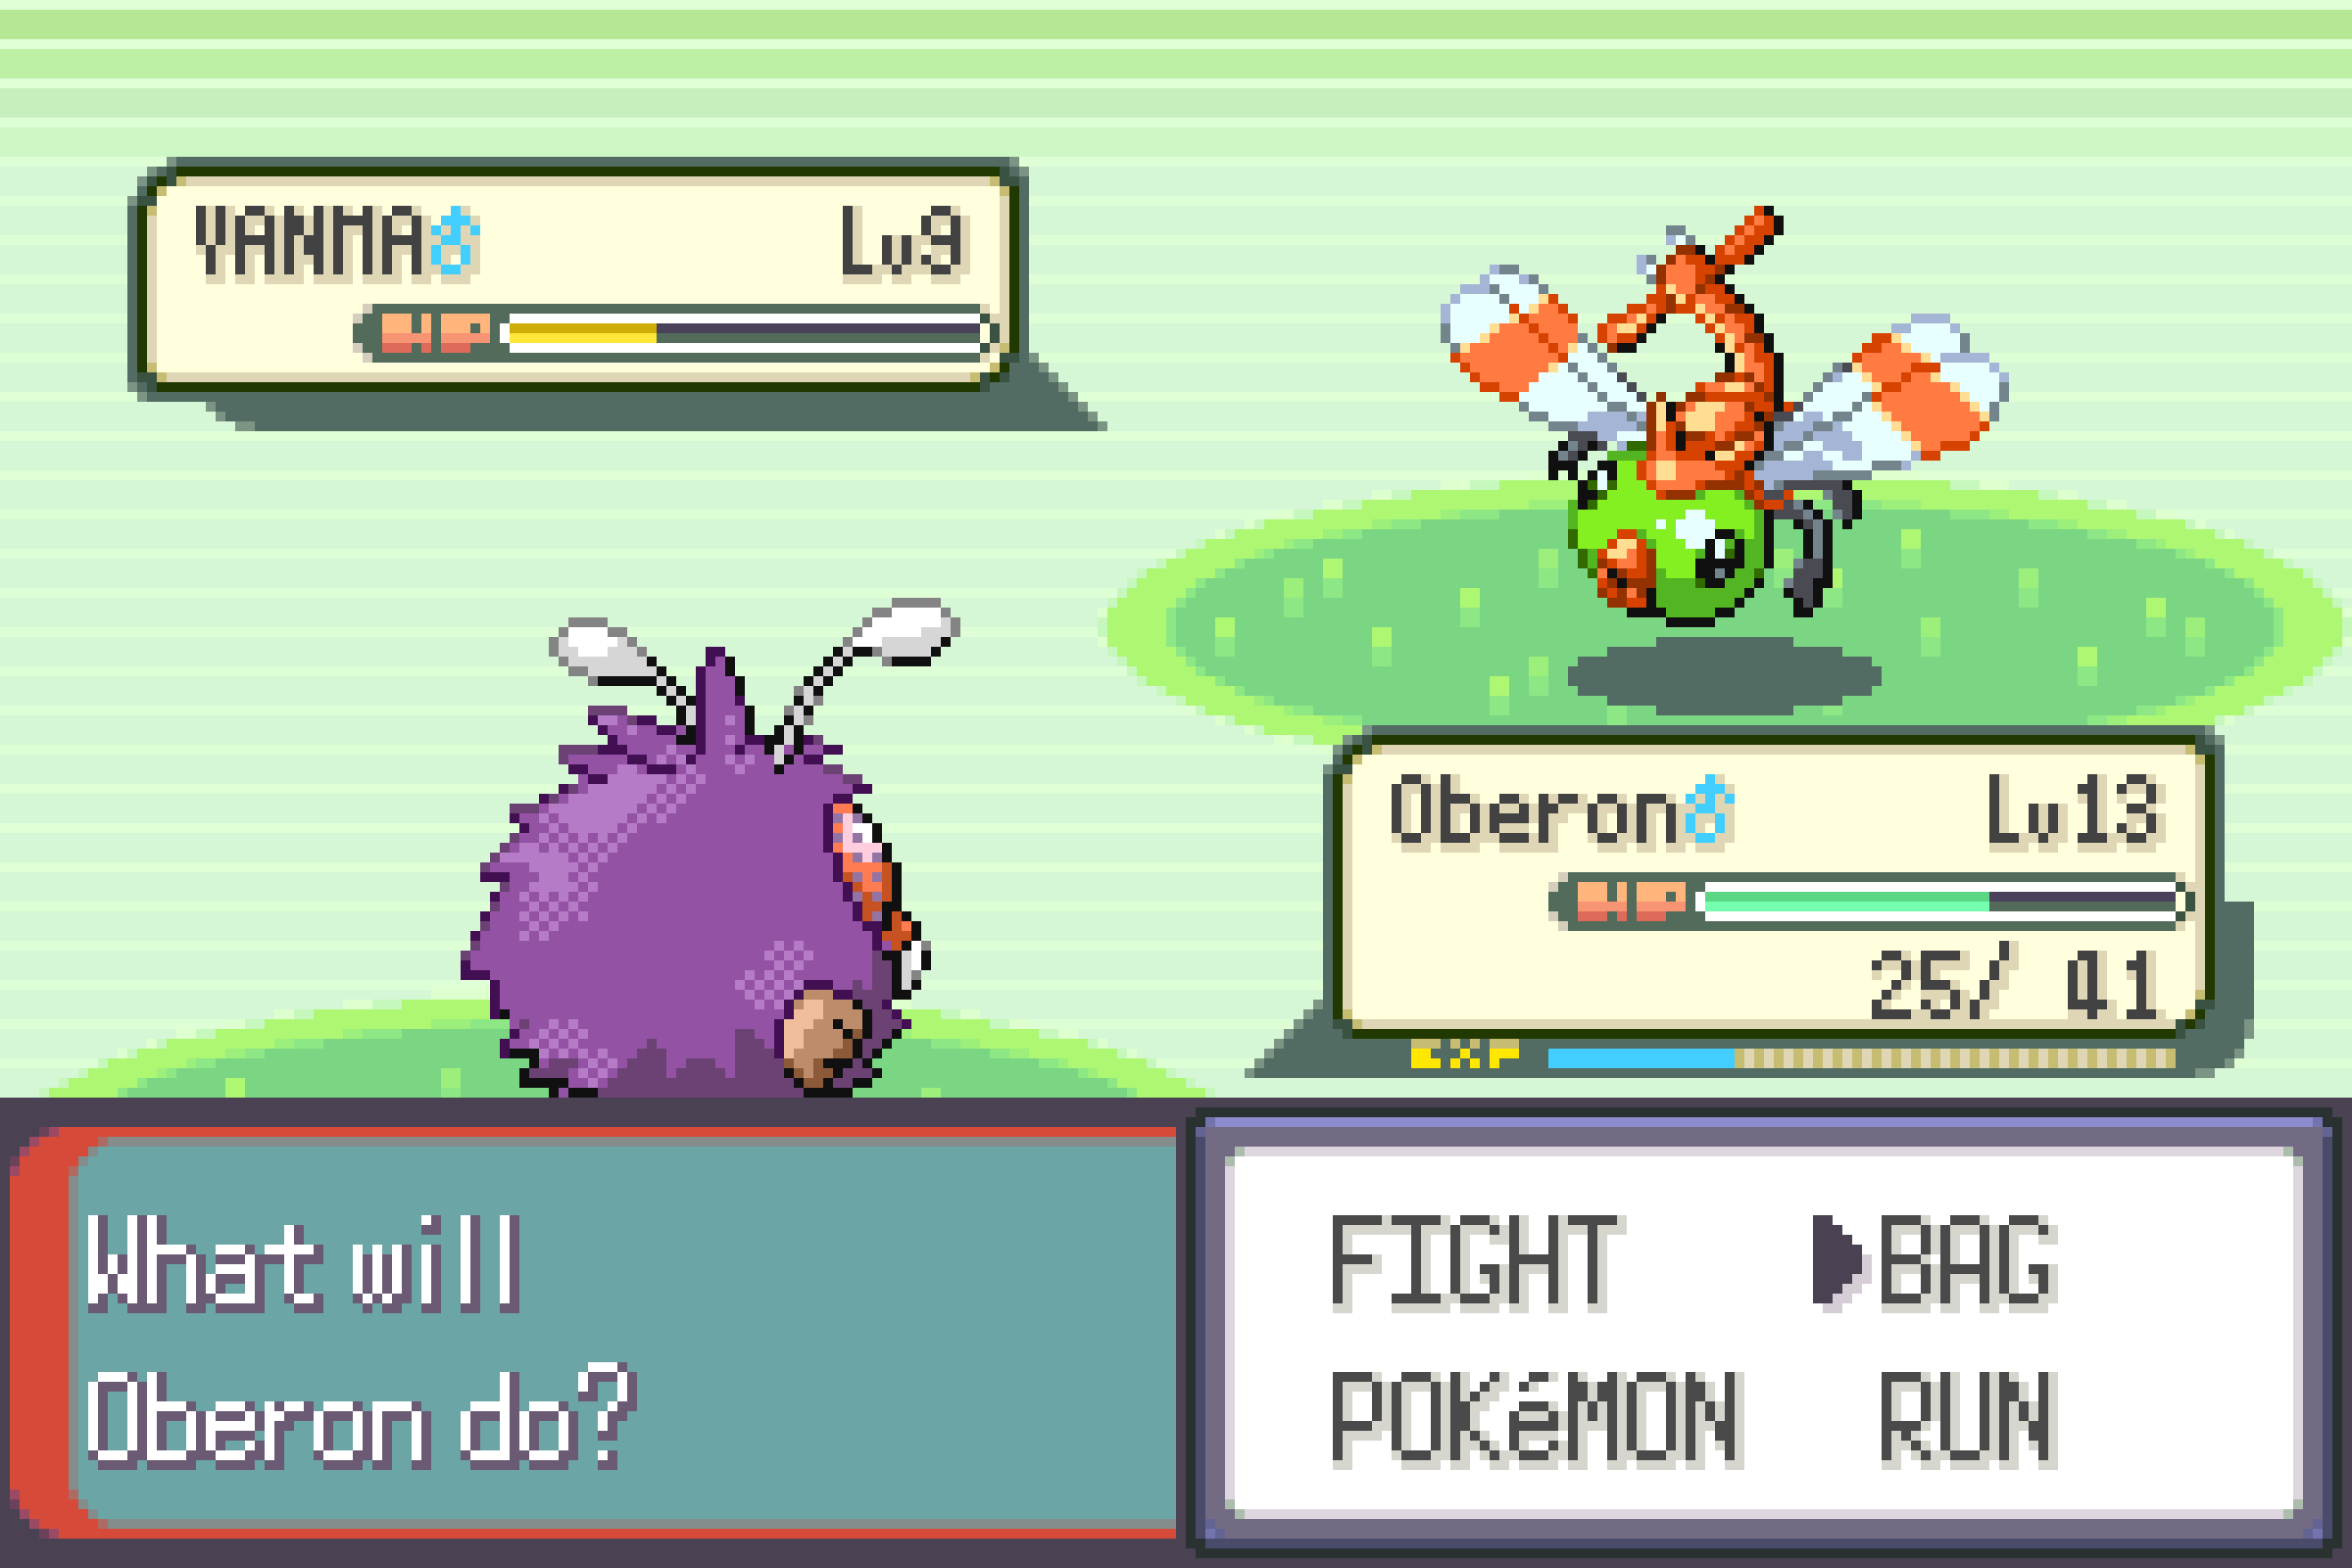 YANMA♂ Lv9
HP
Oberon♂ Lv13
HP
25/ 41
EXP
What will
Oberon do?
FIGHT ▶BAG
POKéMON RUN